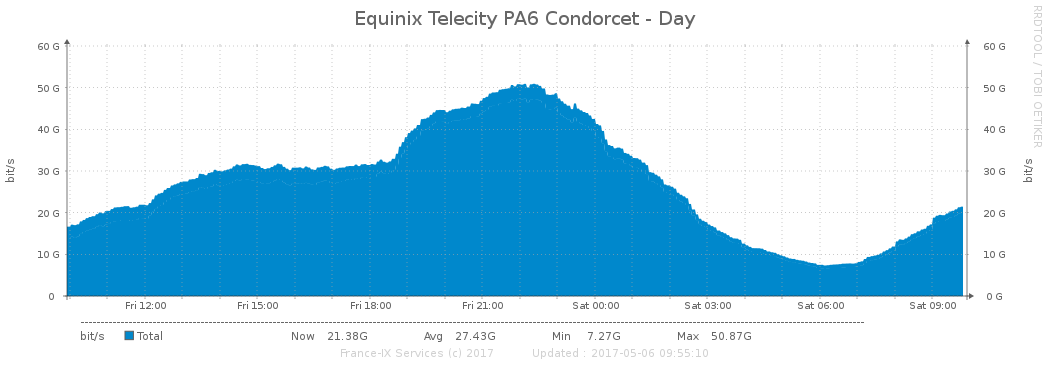 Equinix Telecity PA6 Condorcet - Day
RRDTOOL / TOBI OETIKER
60 G 60 G
50 G 50 G
40 G 40 G
30 G 30 G
20 G 20 G
10 G 10 G
0 0 G
bit/s
bit/s
Fri 12:00 Fri 15:00 Fri 18:00 Fri 21:00 Sat 00:00 Sat 03:00 Sat 06:00 Sat 09:00
bit/s Total Now 21.38G Avg 27.43G Min 7.27G Max 50.87G
France-IX Services (c) 2017 Updated : 2017-05-06 09:55:10